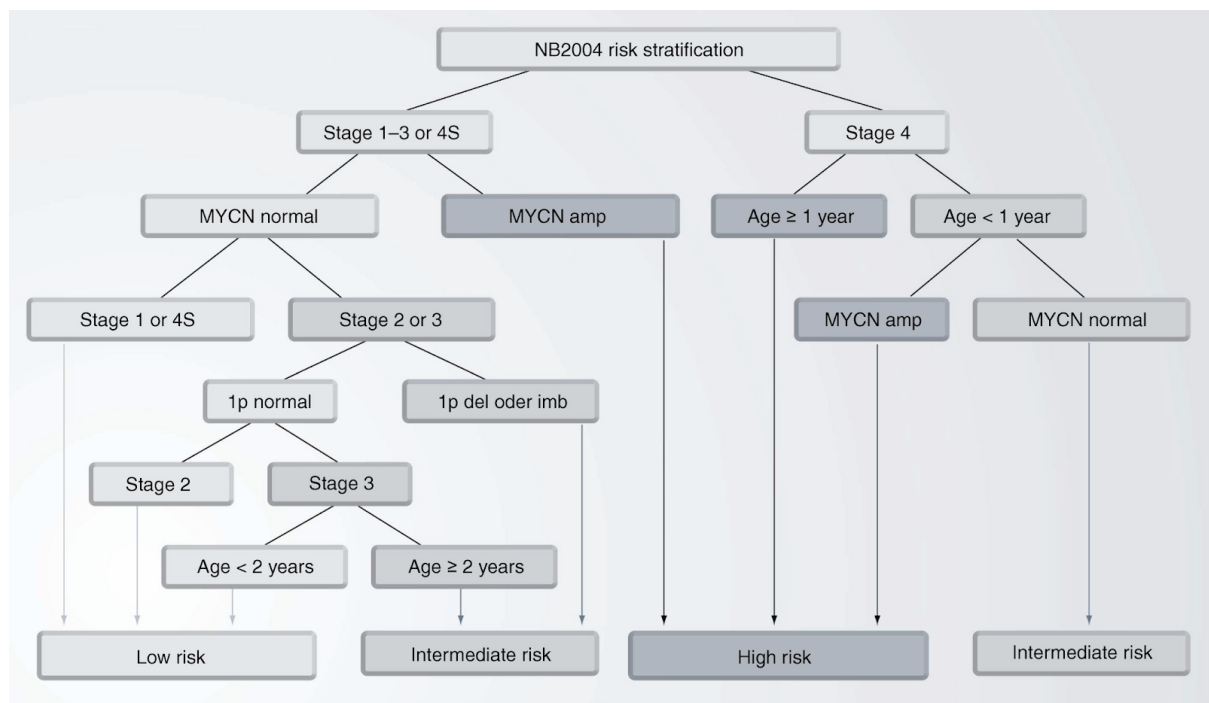 NB2004 risk stratification
Stage 1–3 or 4S
Stage 4
MYCN normal
MYCN amp
Age ≥ 1 year
Age < 1 year
Stage 1 or 4S
Stage 2 or 3
MYCN amp
MYCN normal
1p normal
1p del oder imb
Stage 2
Stage 3
Age < 2 years
Age ≥ 2 years
Low risk
Intermediate risk
High risk
Intermediate risk